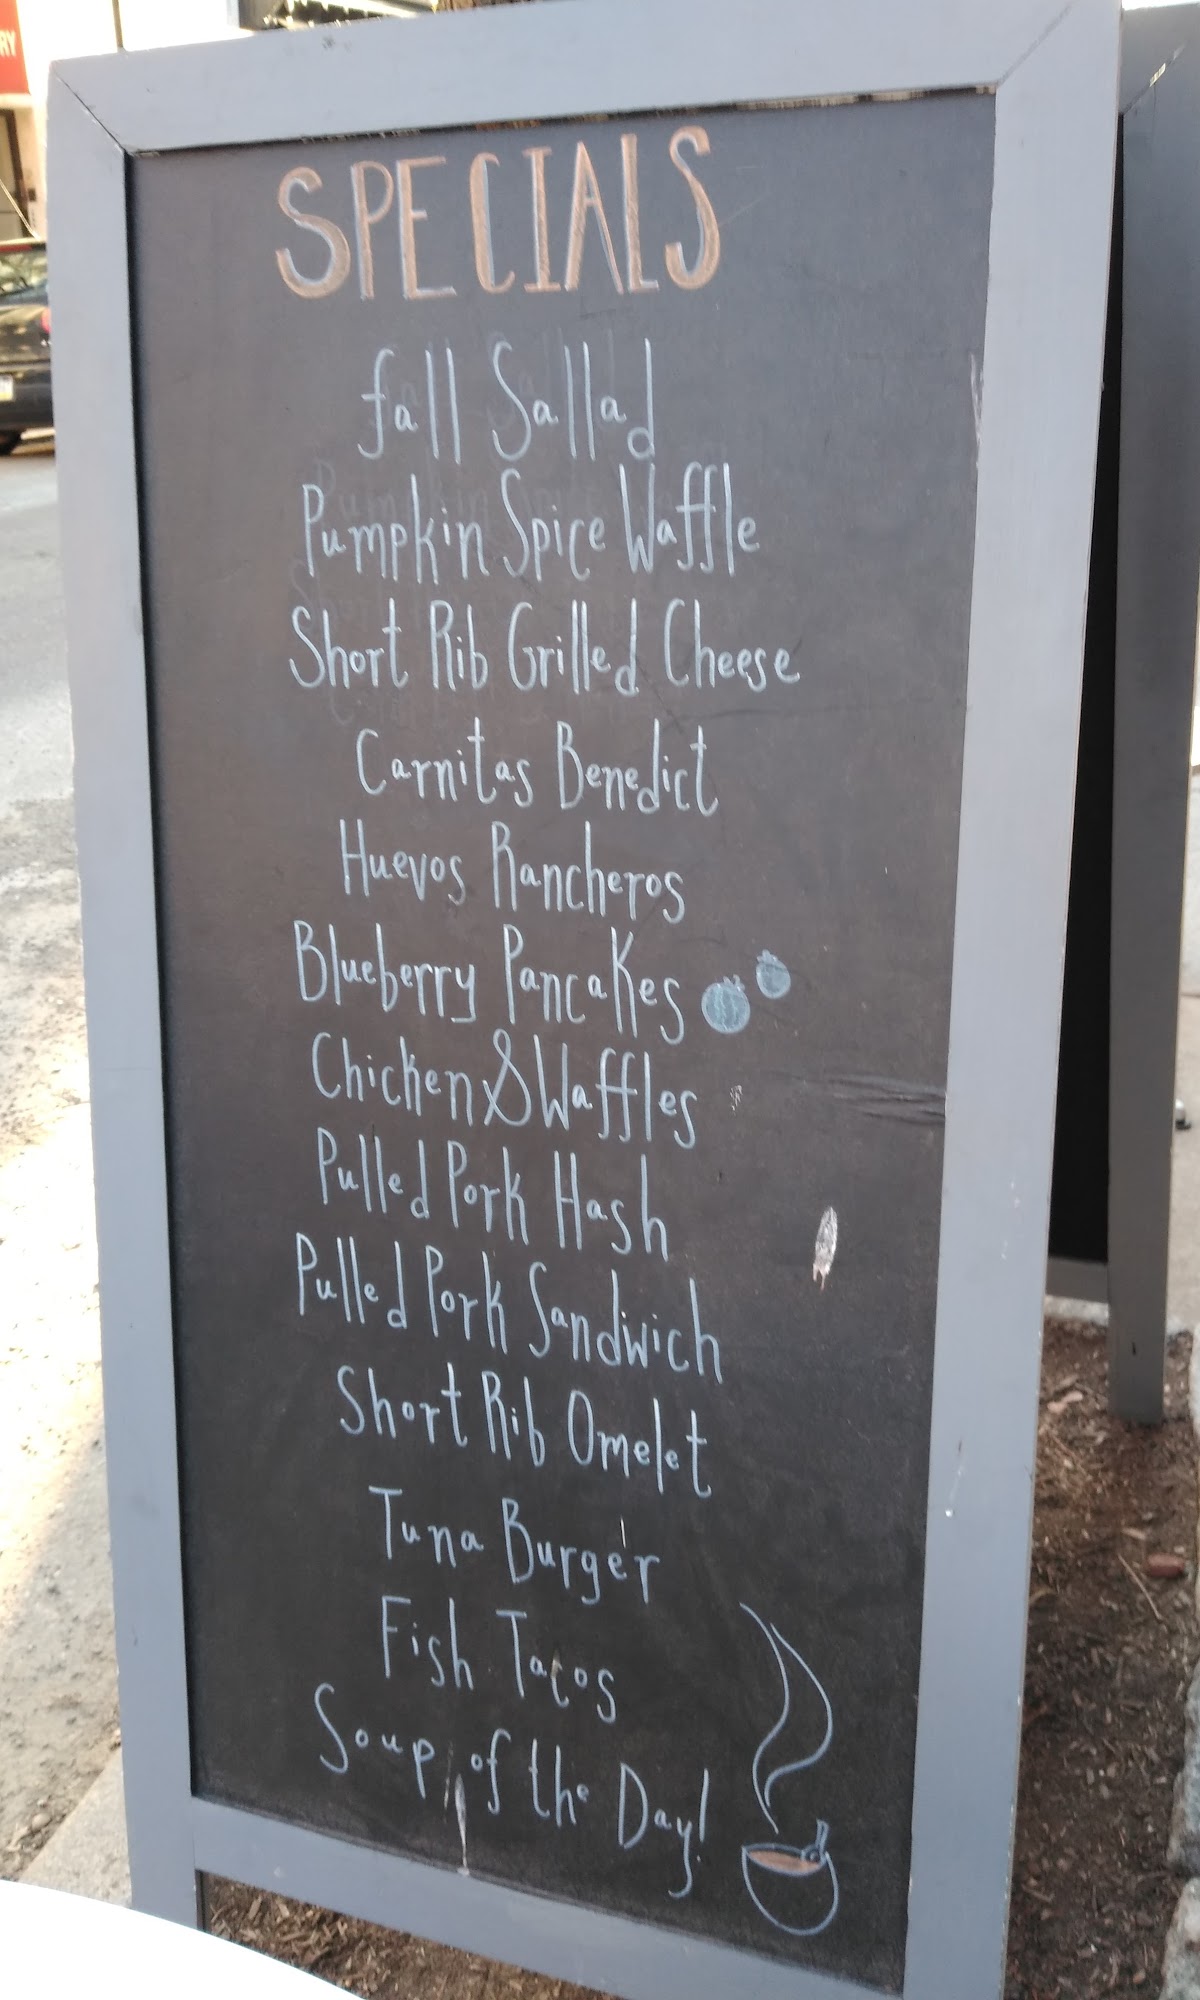 RY
SPECIALS
fall Sallad
Pumpkin Spice Waffle
Short Rib Grilled Cheese
Carnitas Benedict
Huevos Rancheros
Blueberry Pancakes
Chicken & Waffles
Pulled Pork Hash
Pulled Pork Sandwich
Short Rib Omelet
Tuna Burger
Fish Tacos
Soup of the Day!